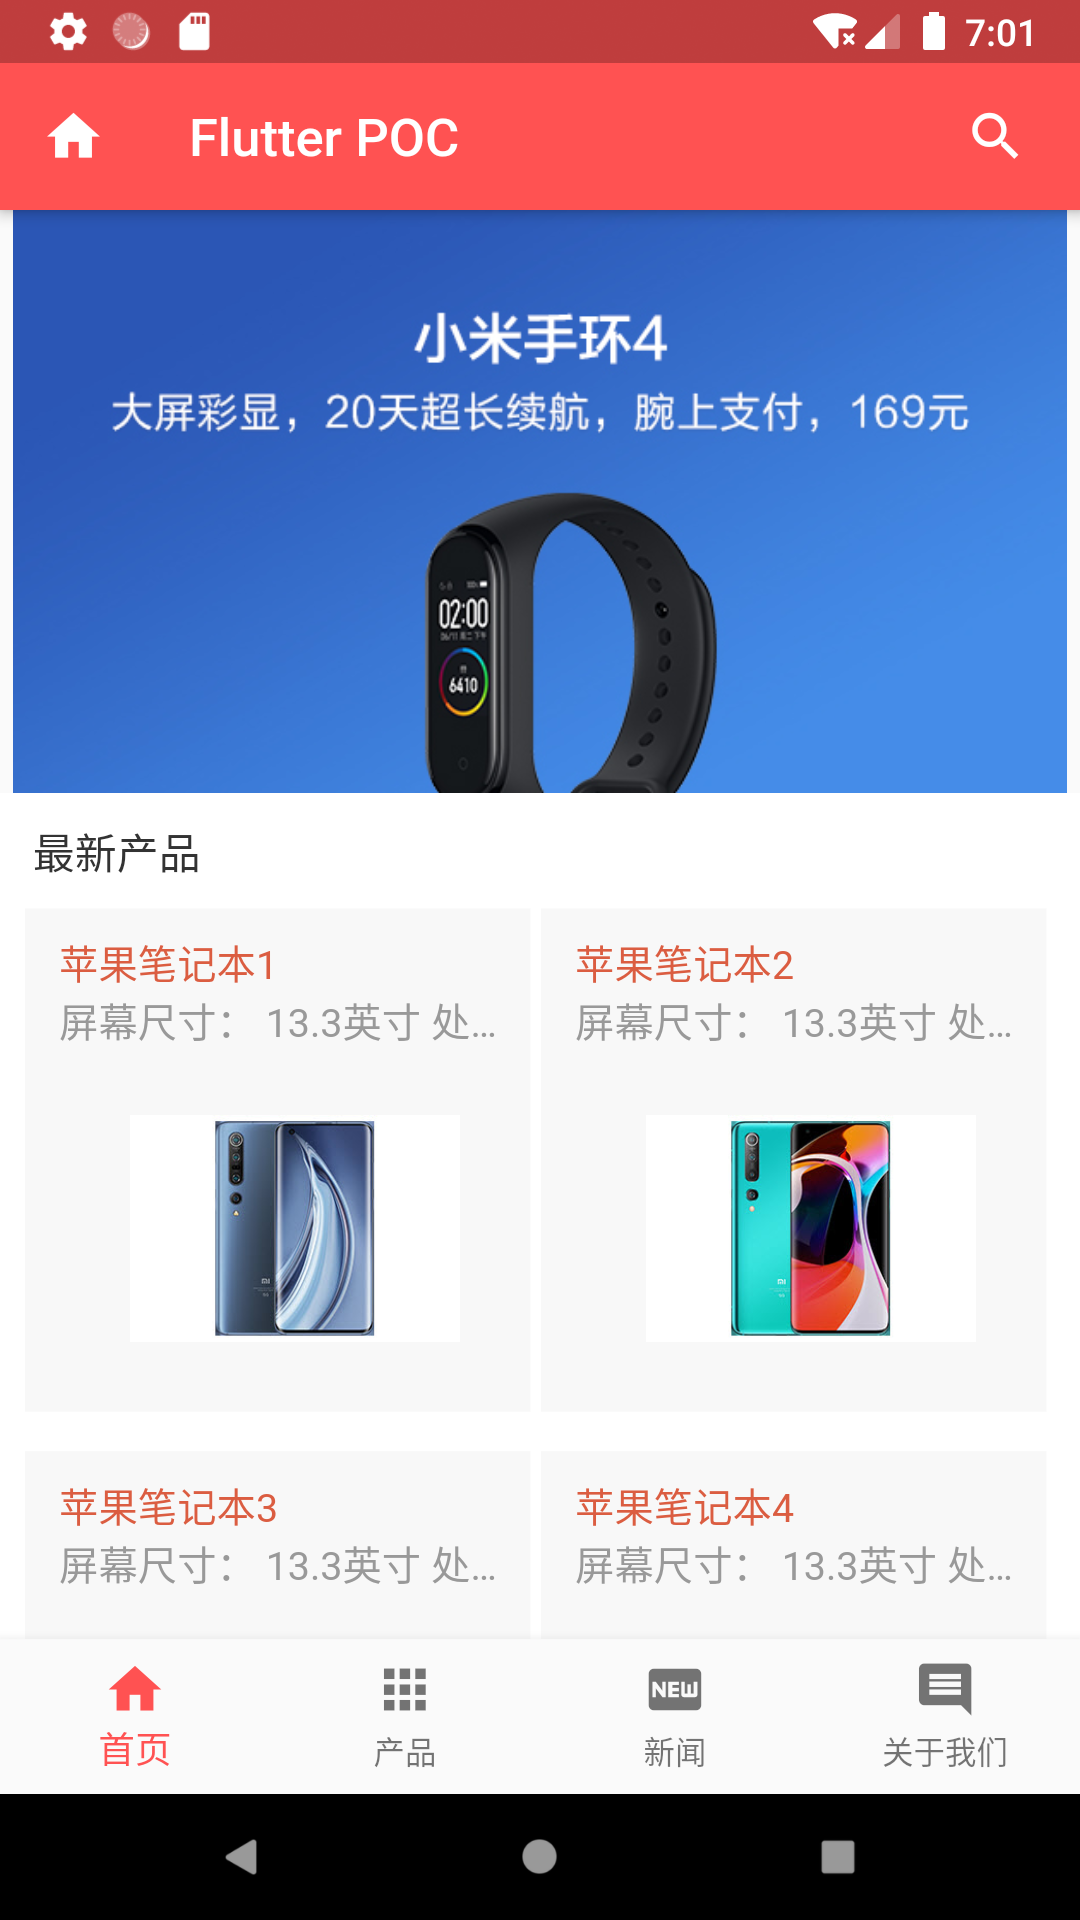 7:01
Flutter POC
小米手环4
大屏彩显，20天超长续航，腕上支付，169元
02:00
6410
最新产品
苹果笔记本1
屏幕尺寸： 13.3英寸 处...
苹果笔记本2
屏幕尺寸： 13.3英寸 处...
苹果笔记本3
屏幕尺寸： 13.3英寸 处...
苹果笔记本4
屏幕尺寸： 13.3英寸 处...
NEW
首页
产品
新闻
关于我们